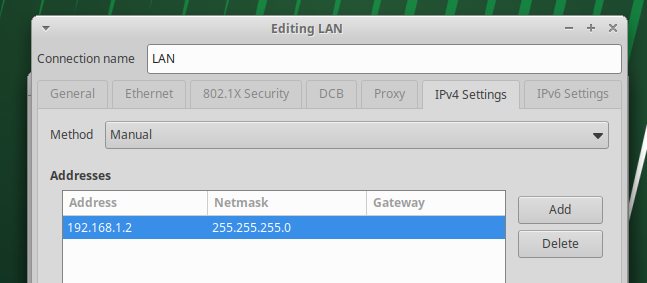 Editing LAN
Connection name LAN
General Ethernet 802.1X Security DCB Proxy IPv4 Settings IPv6 Settings
Method Manual
Addresses
Address Netmask Gateway
192.168.1.2 255.255.255.0
Add
Delete